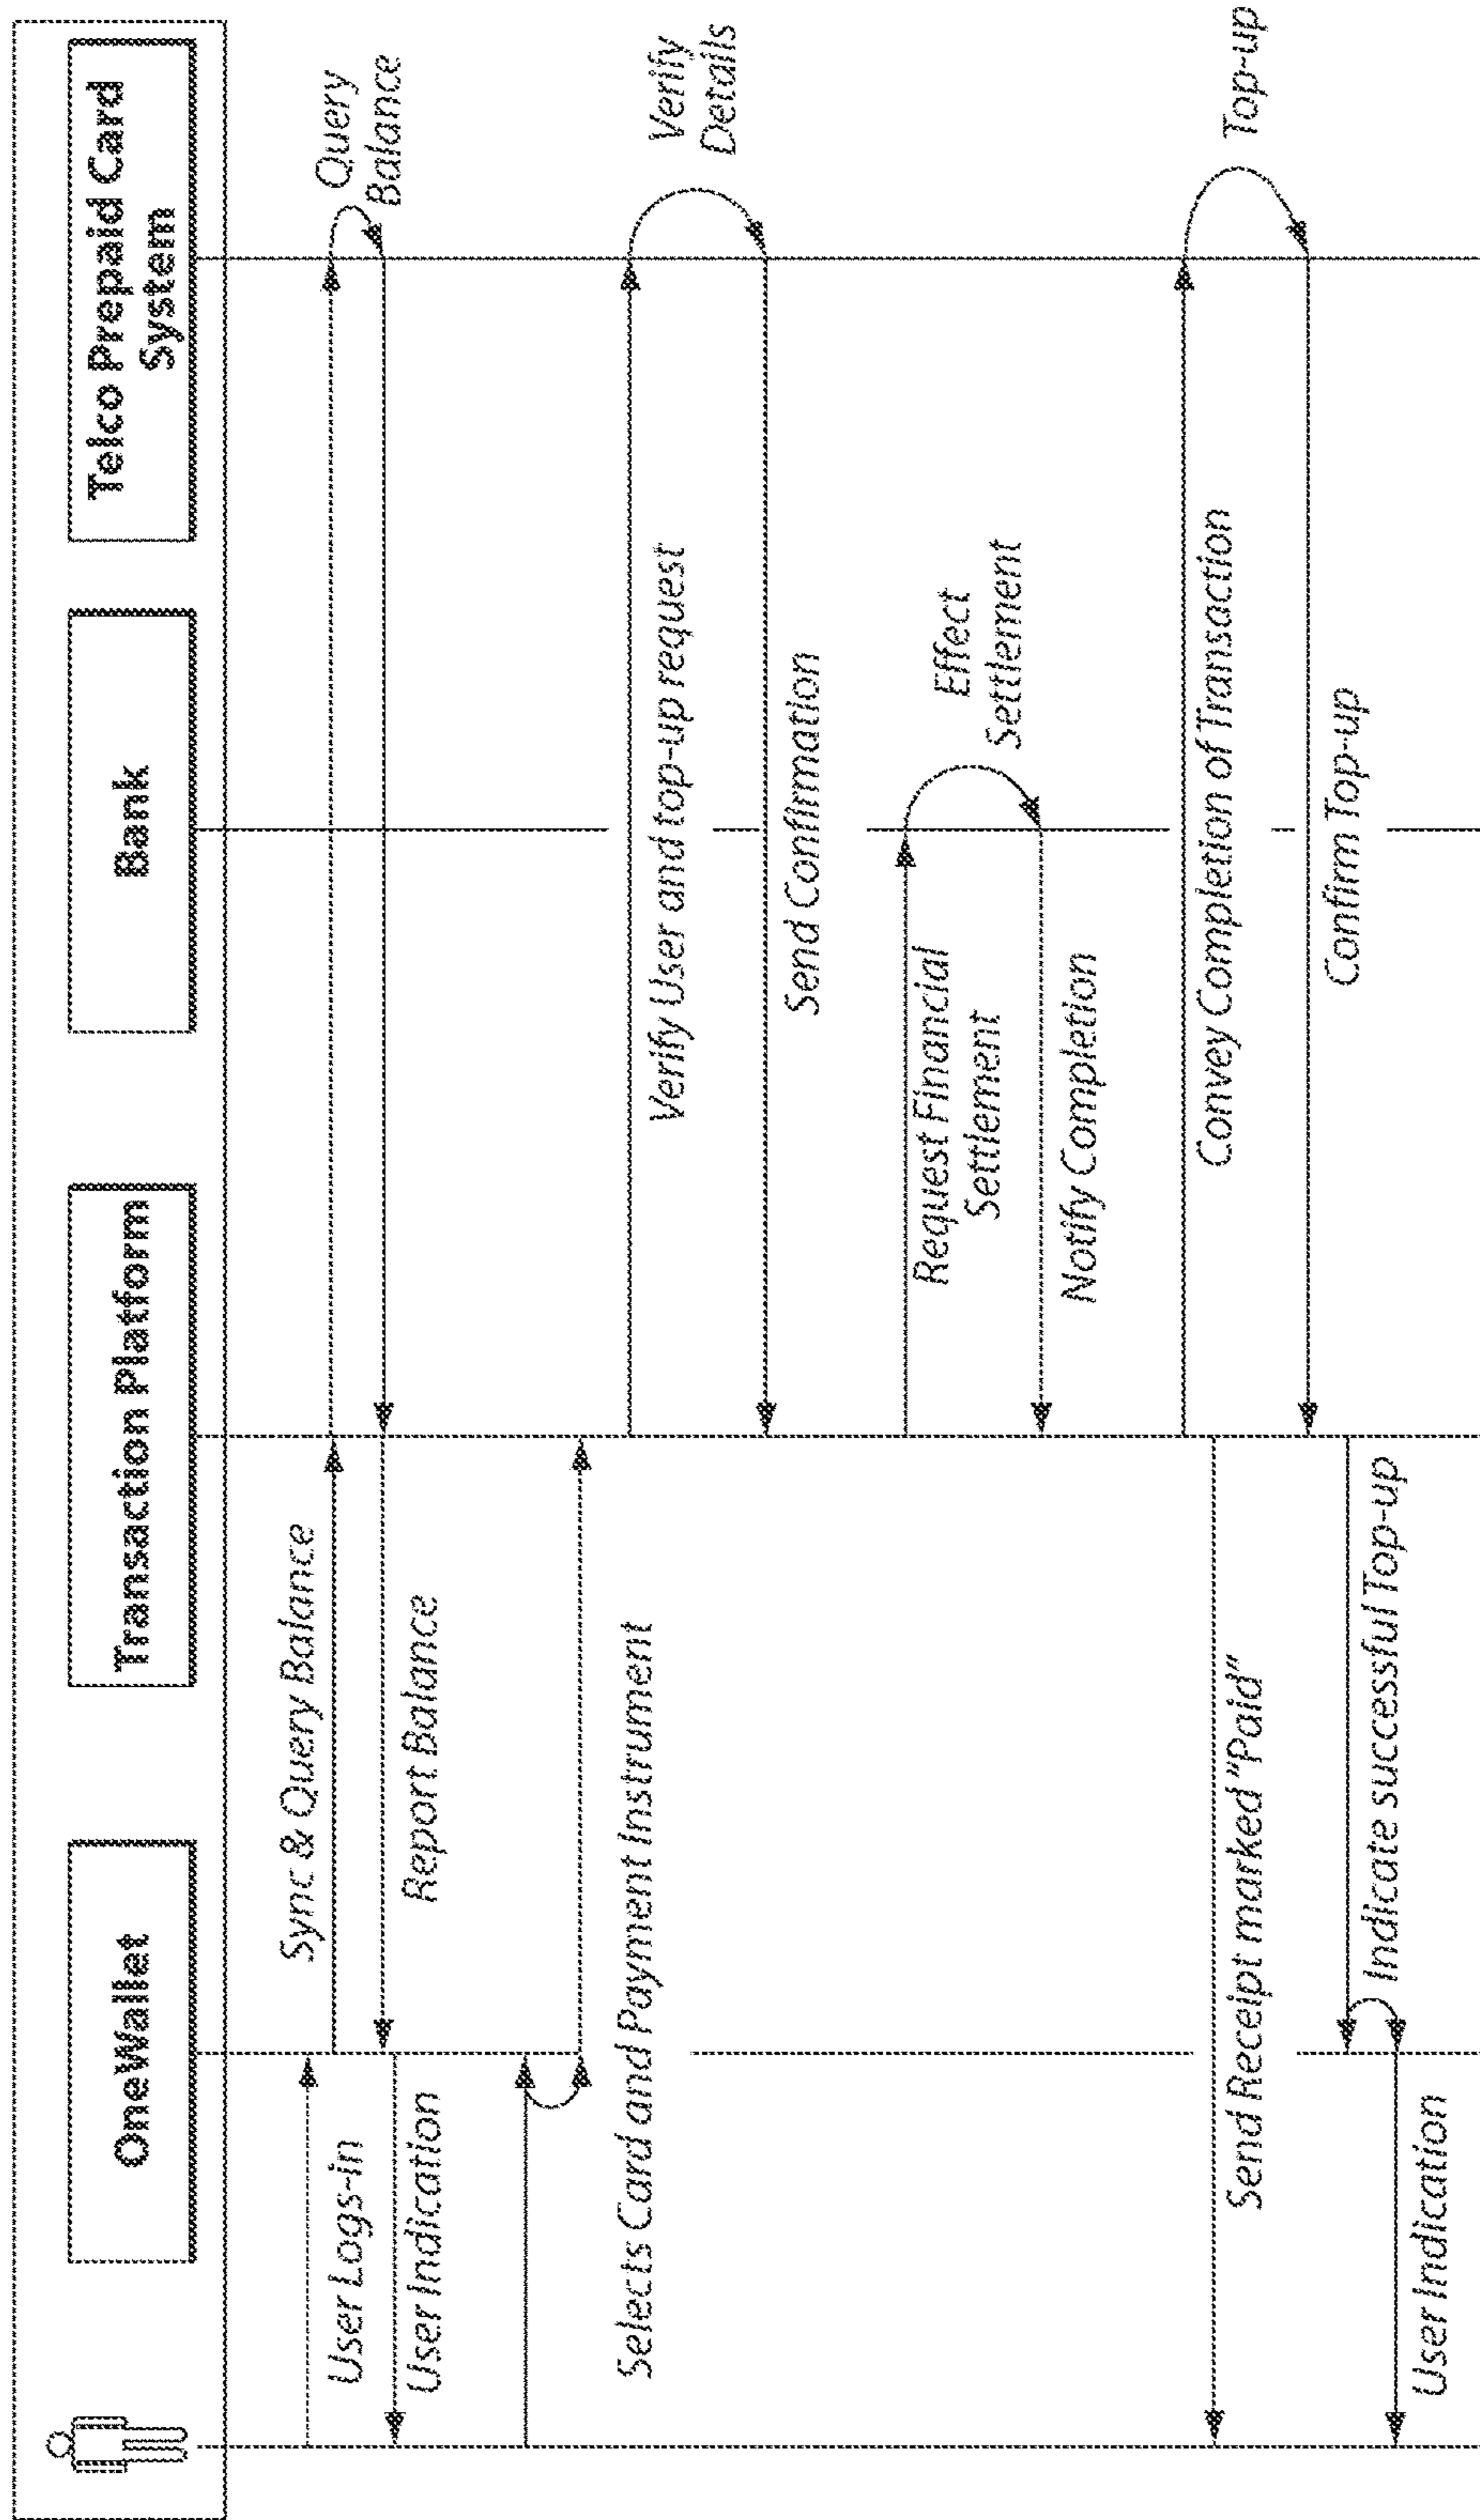 OneWallet
Transaction Platform
Bank
Telco Prepaid Card
System
User Logs-in
Sync & Query Balance
Query
Balance
Report Balance
User Indication
Selects Card and Payment Instrument
Verify User and top-up request
Verify
Details
Send Confirmation
Request Financial
Settlement
Effect
Settlement
Notify Completion
Convey Completion of Transaction
Top-up
Send Receipt marked "Paid"
Confirm Top-up
Indicate successful Top-up
User Indication